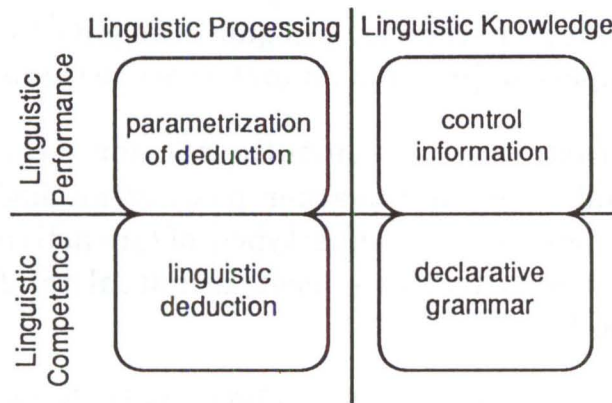 Linguistic Processing
Linguistic Knowledge
Linguistic
Performance
parametrization
of deduction
control
information
Linguistic
Competence
linguistic
deduction
declarative
grammar